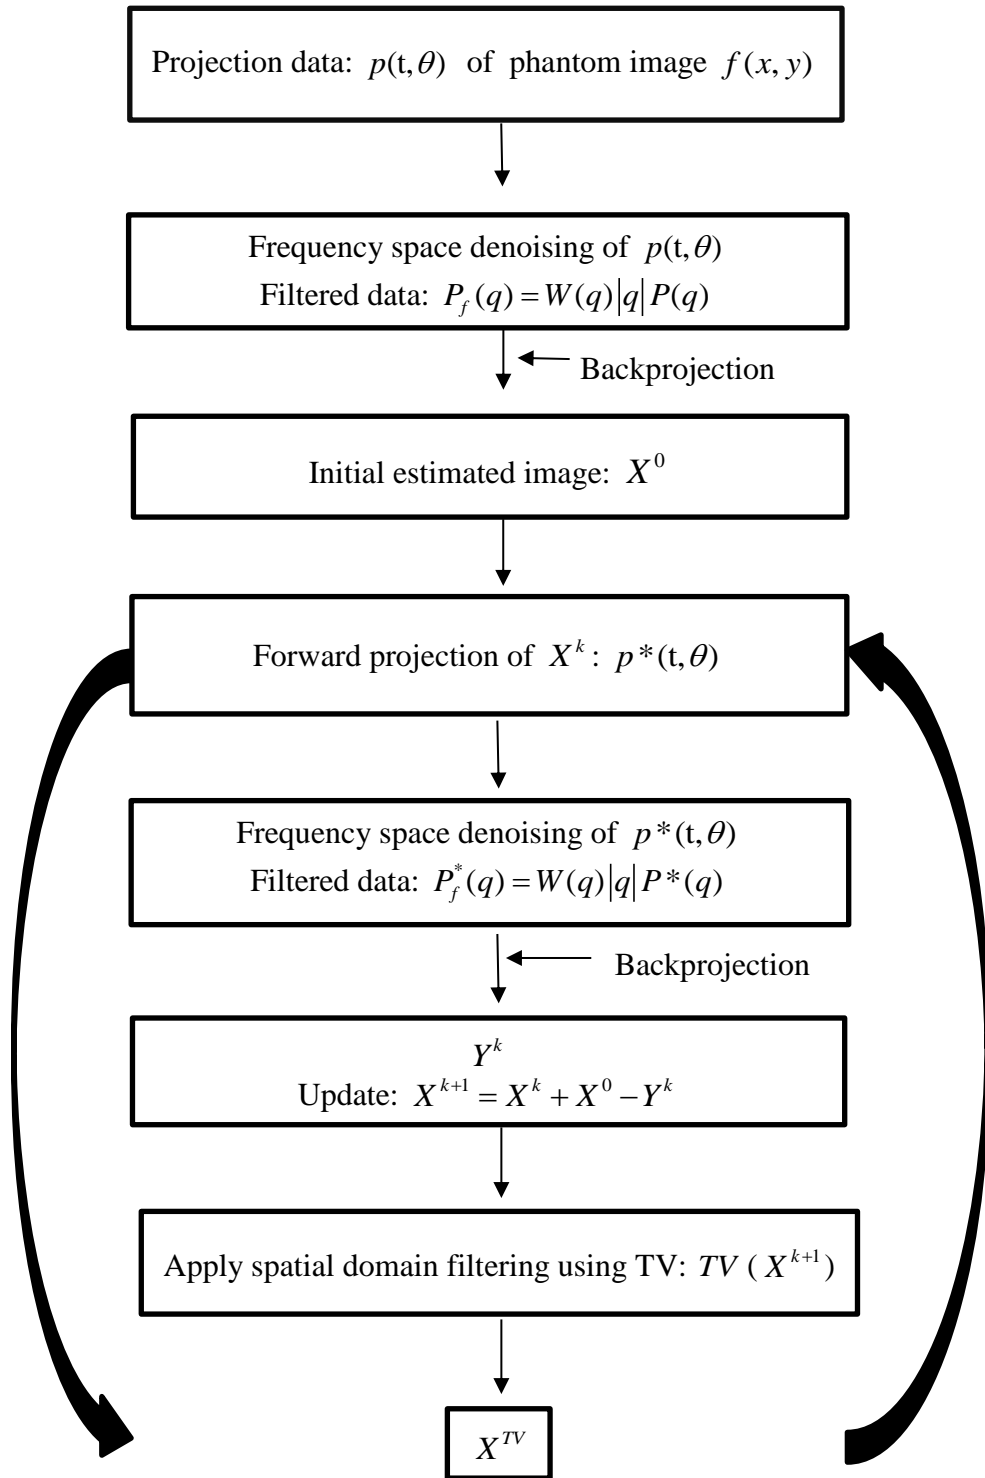 Projection data: p(t,θ) of phantom image f(x, y)
Frequency space denoising of p(t,θ)
Filtered data: P_f(q) = W(q)|q|P(q)
Backprojection
Initial estimated image: X^0
Forward projection of X^k: p*(t,θ)
Frequency space denoising of p*(t,θ)
Filtered data: P_f^*(q) = W(q)|q|P*(q)
Backprojection
Y^k
Update: X^{k+1} = X^k + X^0 − Y^k
Apply spatial domain filtering using TV: TV(X^{k+1})
X^{TV}